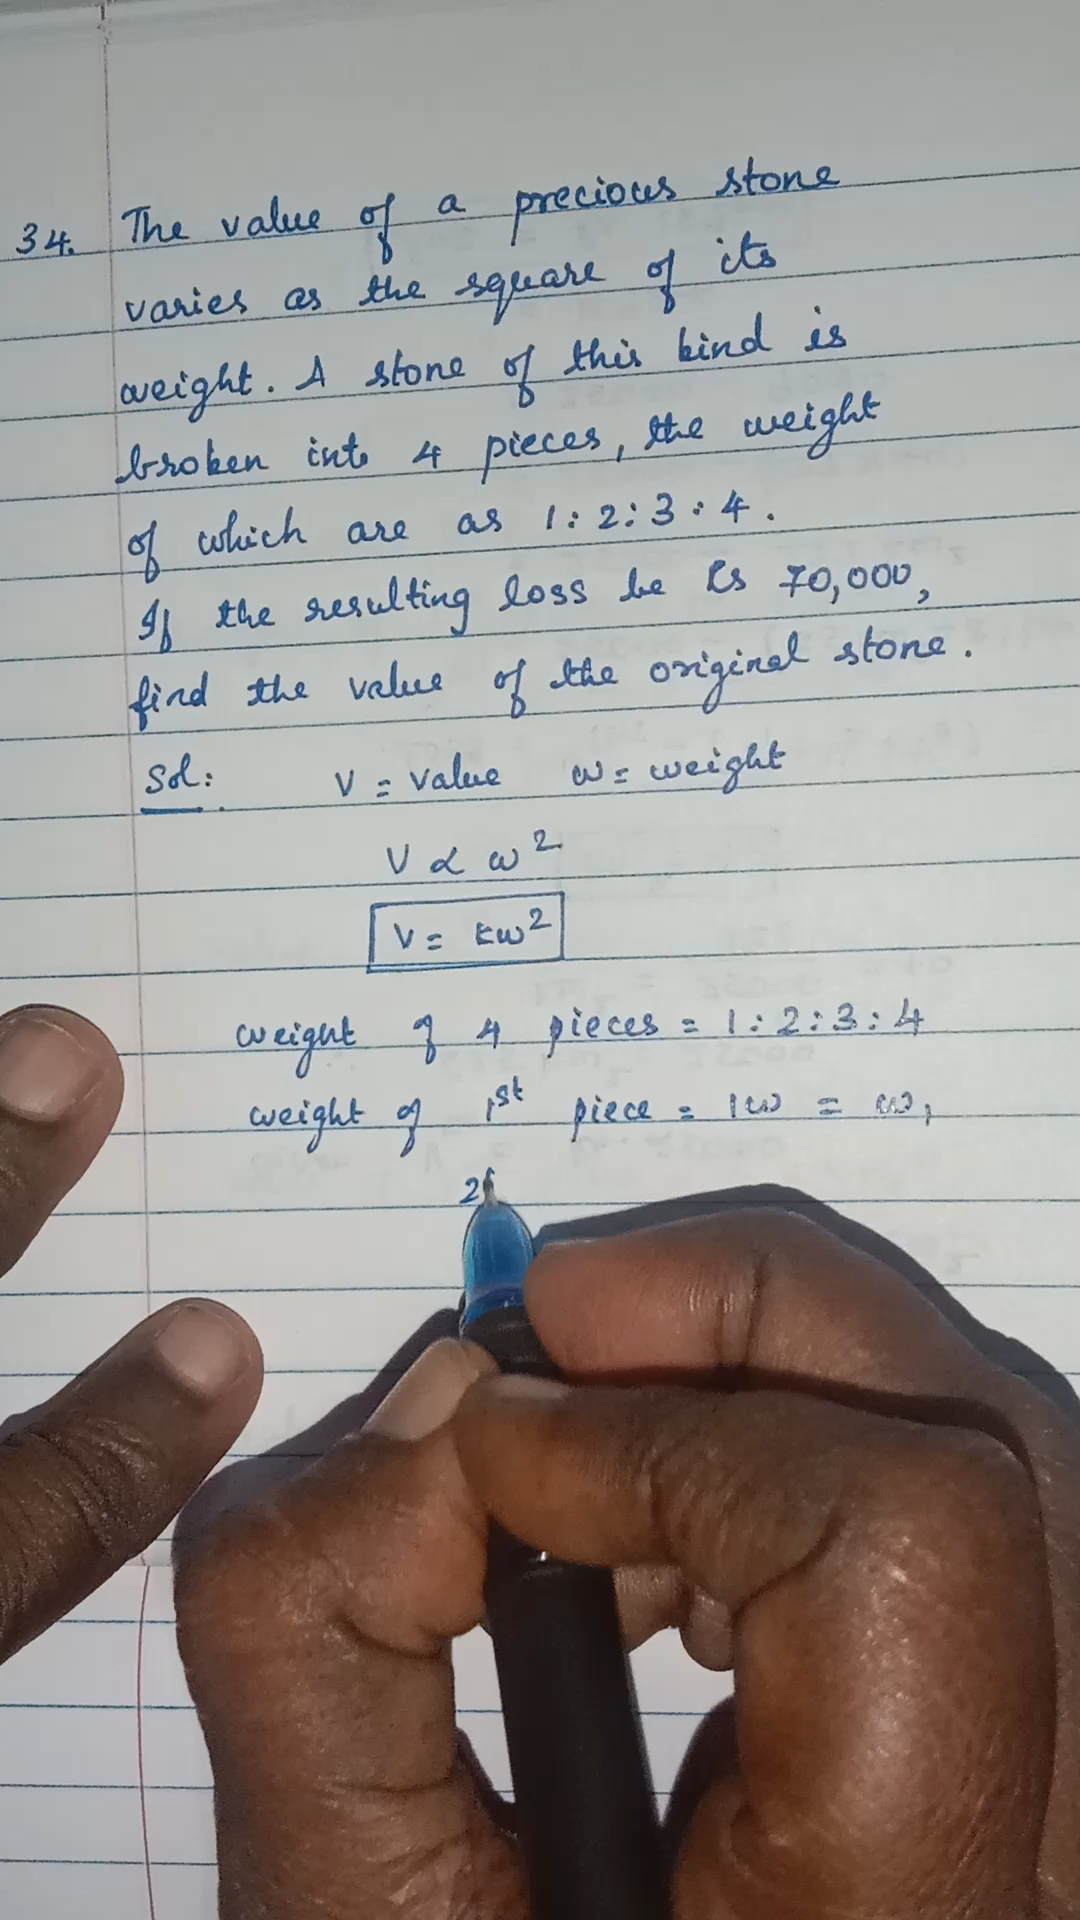 34. The value of a precious stone
varies as the square of its
weight. A stone of this kind is
broken into 4 pieces, the weight
of which are as 1:2:3:4.
If the resulting loss be Rs 70,000,
find the value of the original stone.
Sol: V = value w = weight
V ∝ w²
V = kw²
weight of 4 pieces = 1:2:3:4
weight of 1st piece = 1w = w,
2